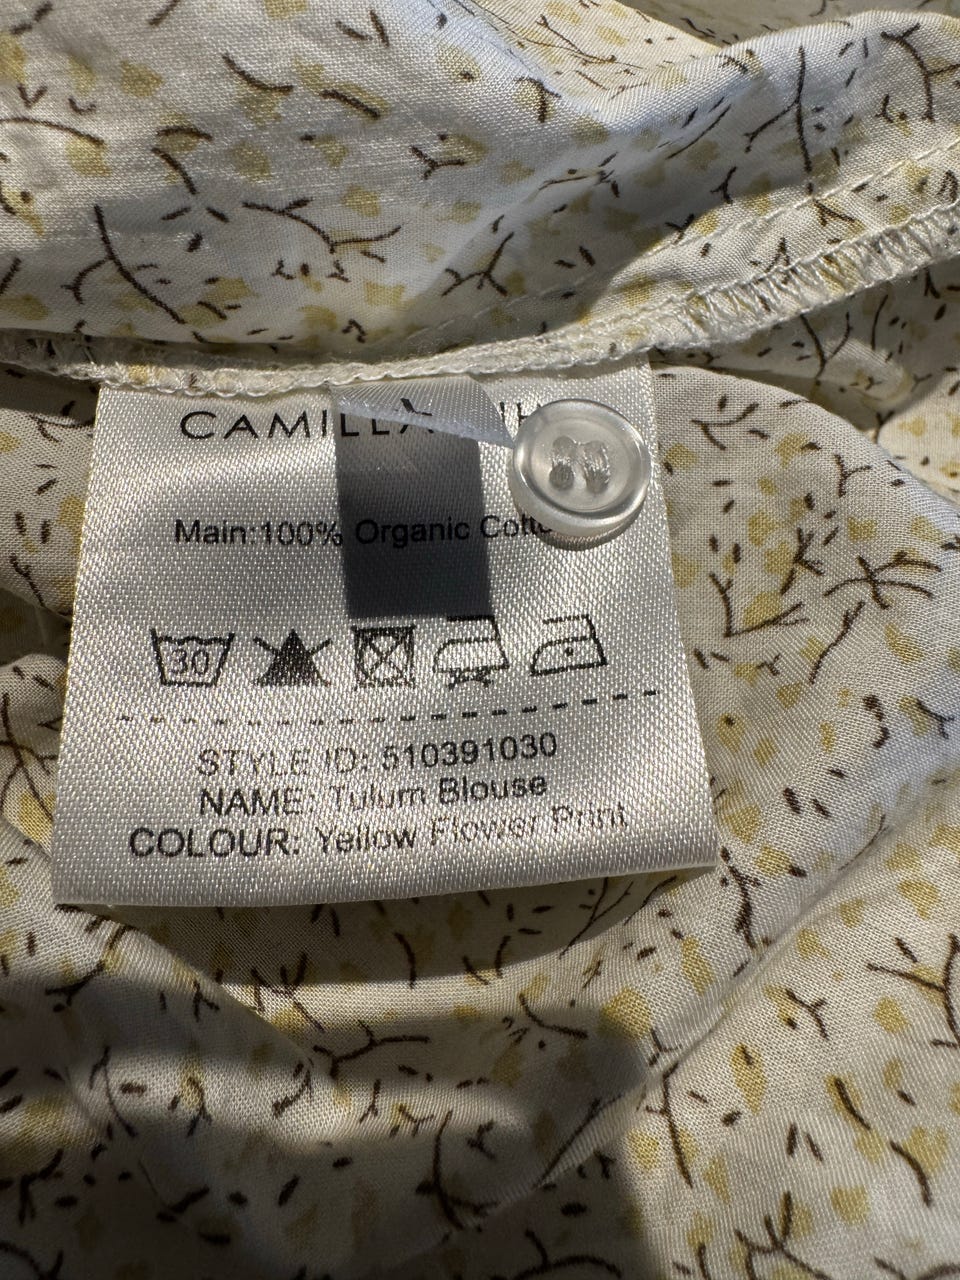 CAMILLA
Main:100% Organic
30
STYLE ID: 510391030
NAME: Tulum Blouse
COLOUR: Yellow Flower Print